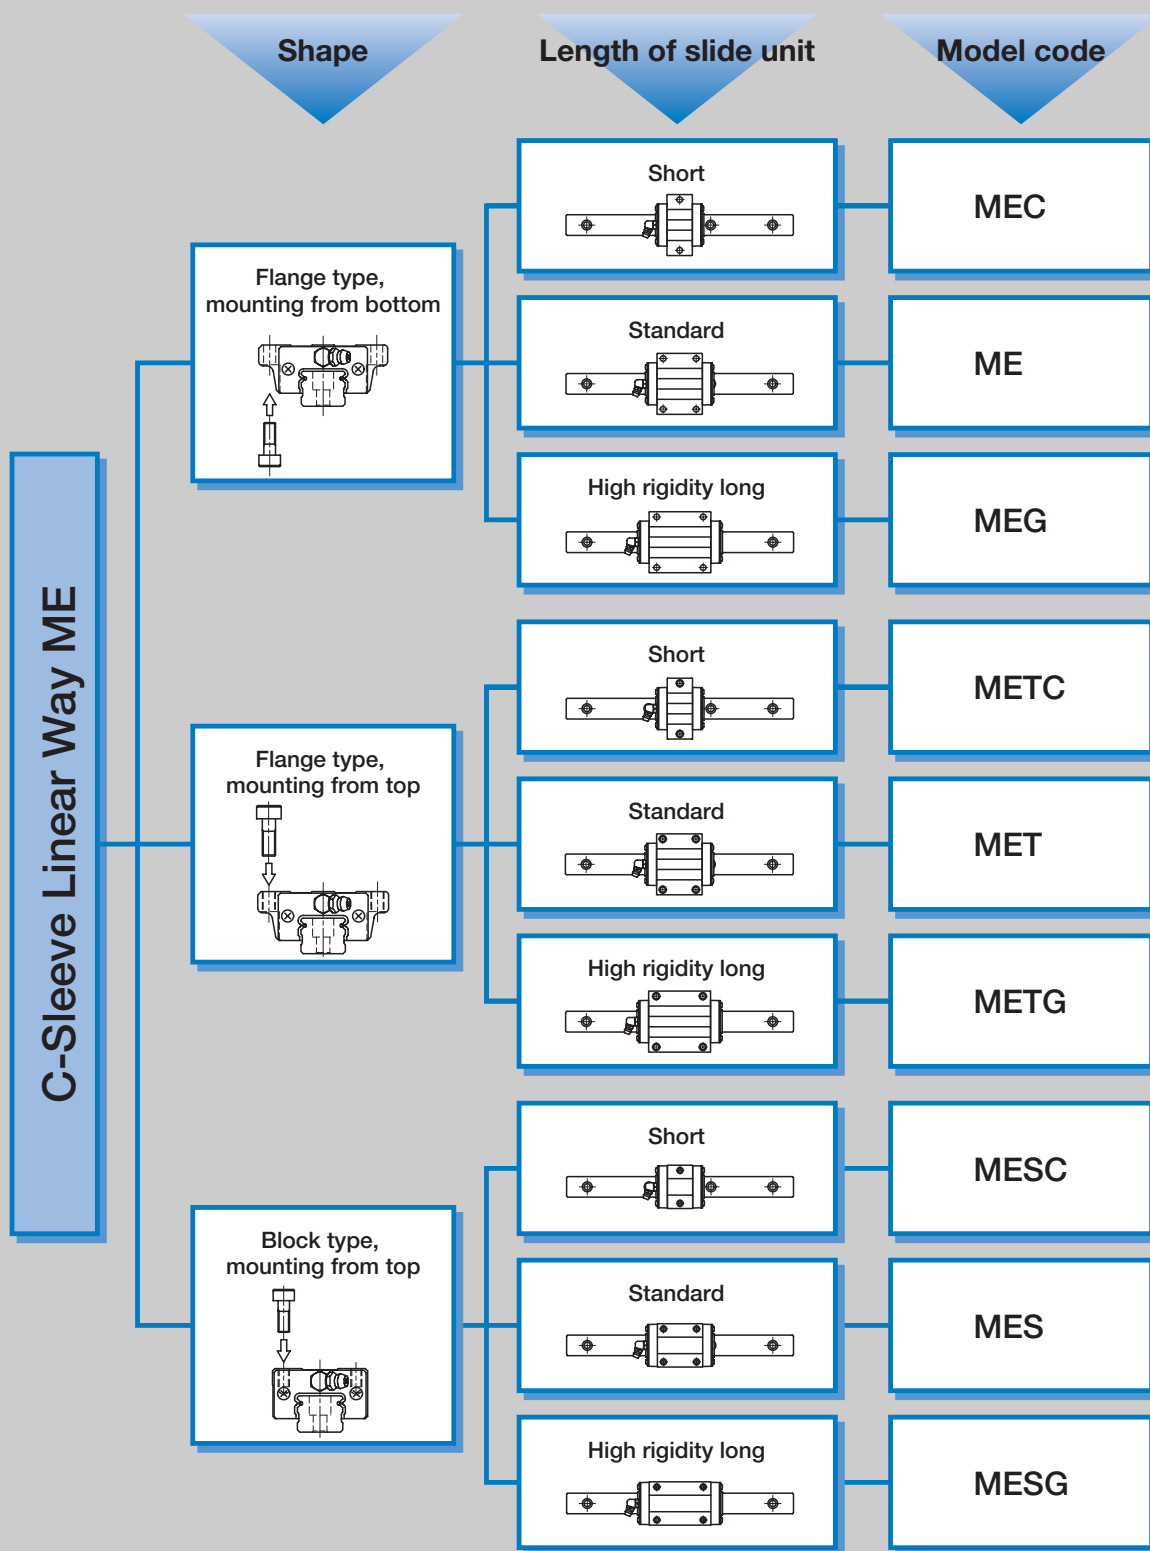 Shape
Length of slide unit
Model code
C-Sleeve Linear Way ME
Flange type,
mounting from bottom
Short
MEC
Standard
ME
High rigidity long
MEG
Flange type,
mounting from top
Short
METC
Standard
MET
High rigidity long
METG
Block type,
mounting from top
Short
MESC
Standard
MES
High rigidity long
MESG